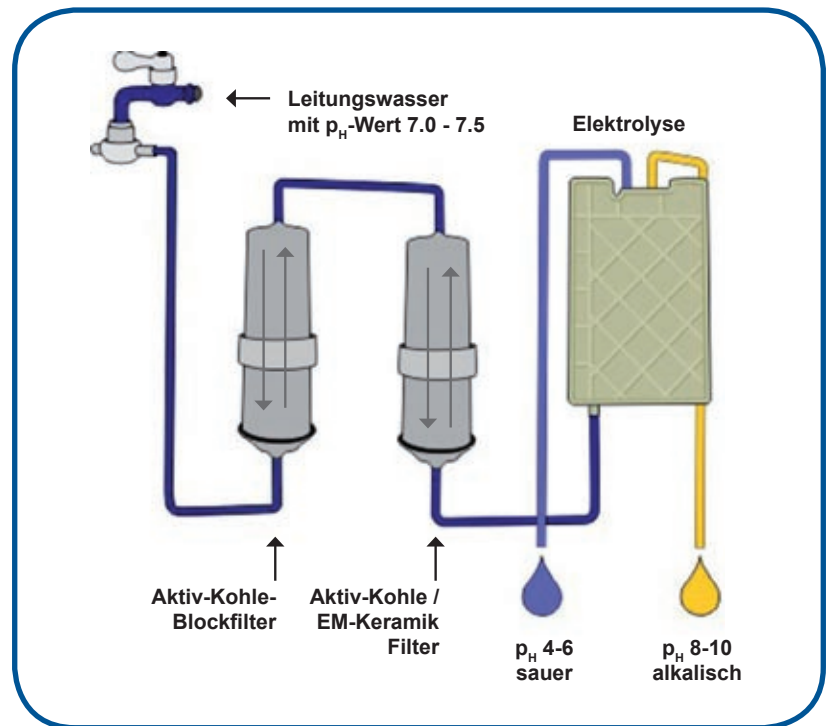 Leitungswasser
mit pH-Wert 7.0 - 7.5
Elektrolyse
Aktiv-Kohle-
Blockfilter
Aktiv-Kohle /
EM-Keramik
Filter
pH 4-6
sauer
pH 8-10
alkalisch